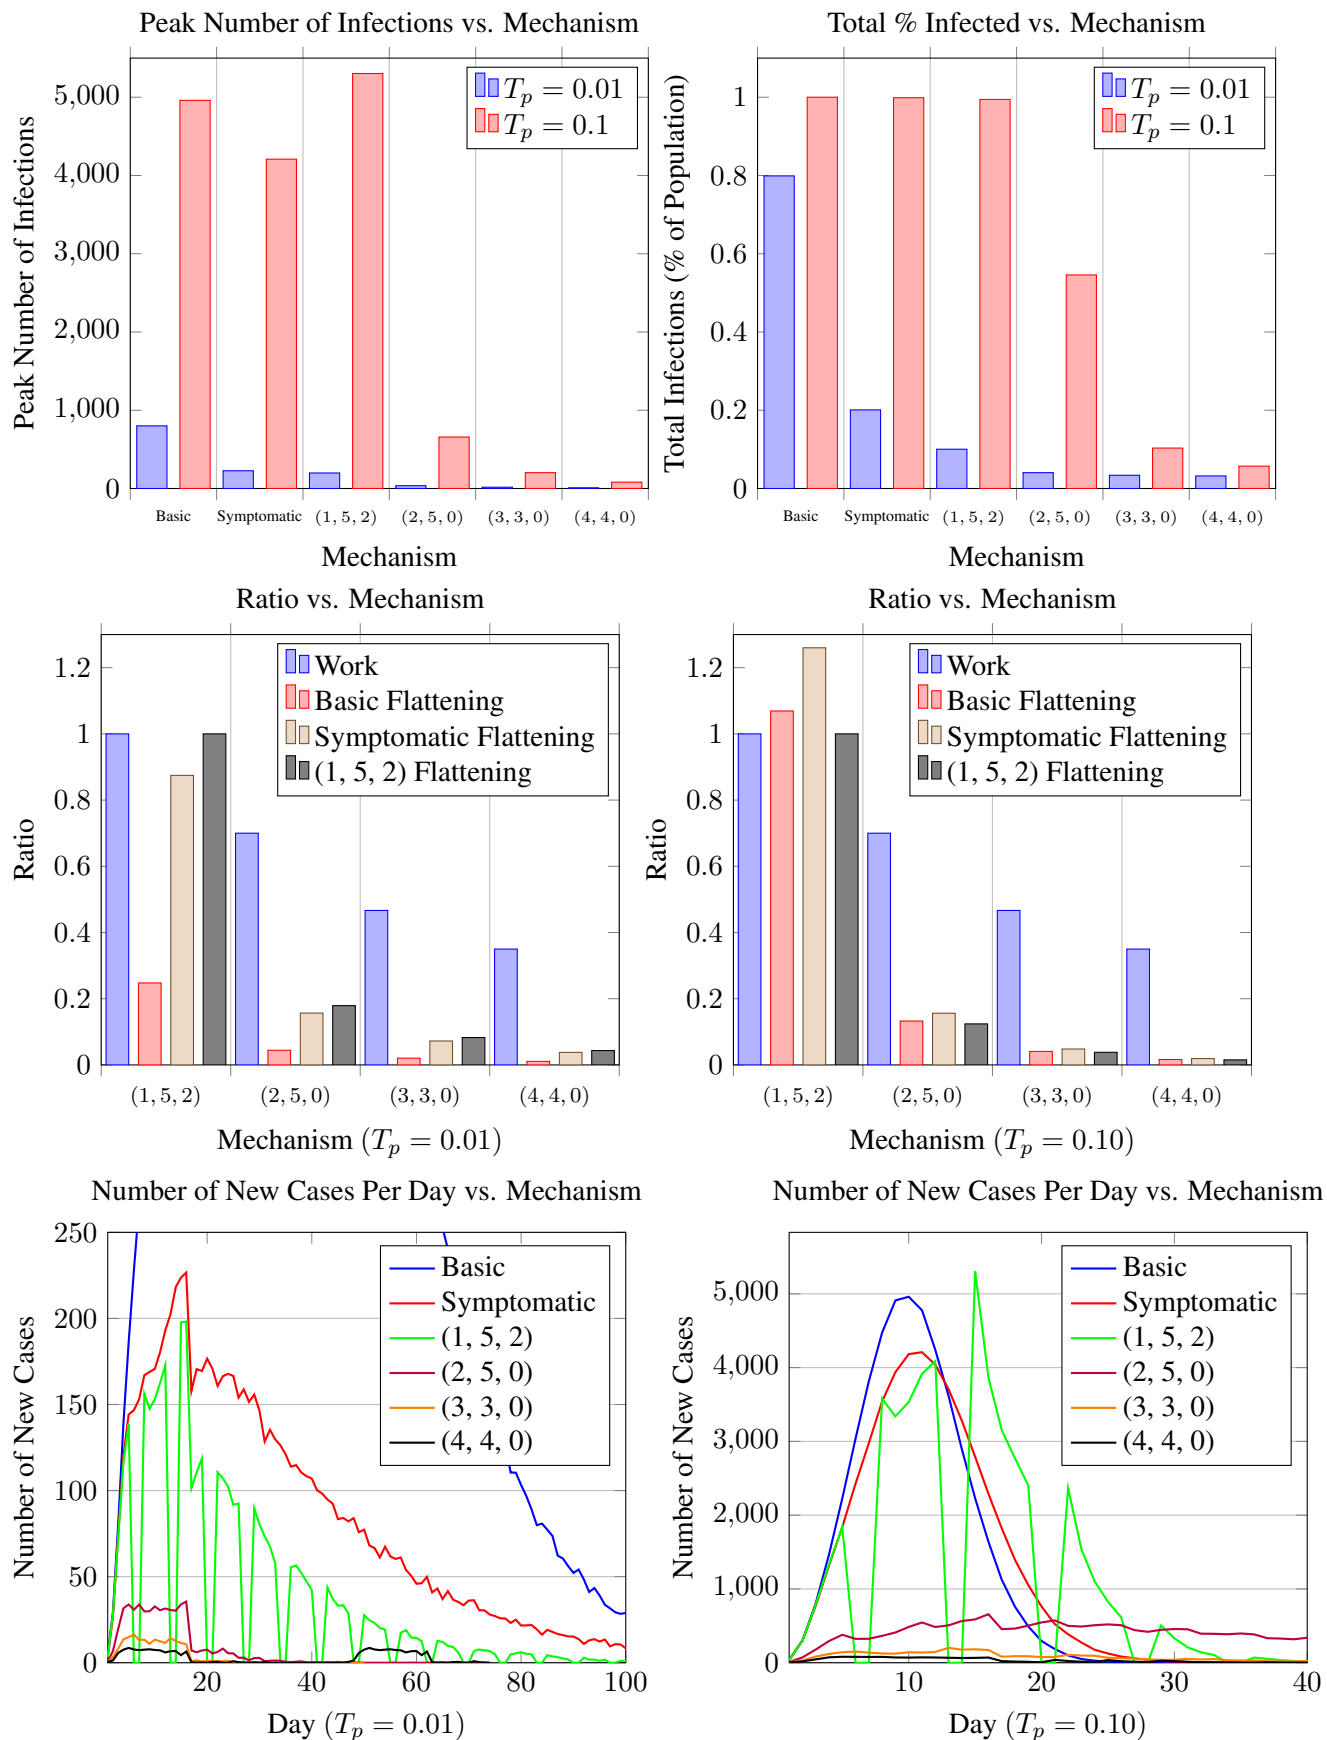 Peak Number of Infections vs. Mechanism
Peak Number of Infections
5,000
4,000
3,000
2,000
1,000
0
T_p = 0.01
T_p = 0.1
Basic
Symptomatic
(1, 5, 2)
(2, 5, 0)
(3, 3, 0)
(4, 4, 0)
Mechanism
Total % Infected vs. Mechanism
Total Infections (% of Population)
1
0.8
0.6
0.4
0.2
0
T_p = 0.01
T_p = 0.1
Basic
Symptomatic
(1, 5, 2)
(2, 5, 0)
(3, 3, 0)
(4, 4, 0)
Mechanism
Ratio vs. Mechanism
Ratio
1.2
1
0.8
0.6
0.4
0.2
0
Work
Basic Flattening
Symptomatic Flattening
(1, 5, 2) Flattening
(1, 5, 2)
(2, 5, 0)
(3, 3, 0)
(4, 4, 0)
Mechanism (T_p = 0.01)
Ratio vs. Mechanism
Ratio
1.2
1
0.8
0.6
0.4
0.2
0
Work
Basic Flattening
Symptomatic Flattening
(1, 5, 2) Flattening
(1, 5, 2)
(2, 5, 0)
(3, 3, 0)
(4, 4, 0)
Mechanism (T_p = 0.10)
Number of New Cases Per Day vs. Mechanism
Number of New Cases
250
200
150
100
50
0
Basic
Symptomatic
(1, 5, 2)
(2, 5, 0)
(3, 3, 0)
(4, 4, 0)
20
40
60
80
100
Day (T_p = 0.01)
Number of New Cases Per Day vs. Mechanism
Number of New Cases
5,000
4,000
3,000
2,000
1,000
0
Basic
Symptomatic
(1, 5, 2)
(2, 5, 0)
(3, 3, 0)
(4, 4, 0)
10
20
30
40
Day (T_p = 0.10)